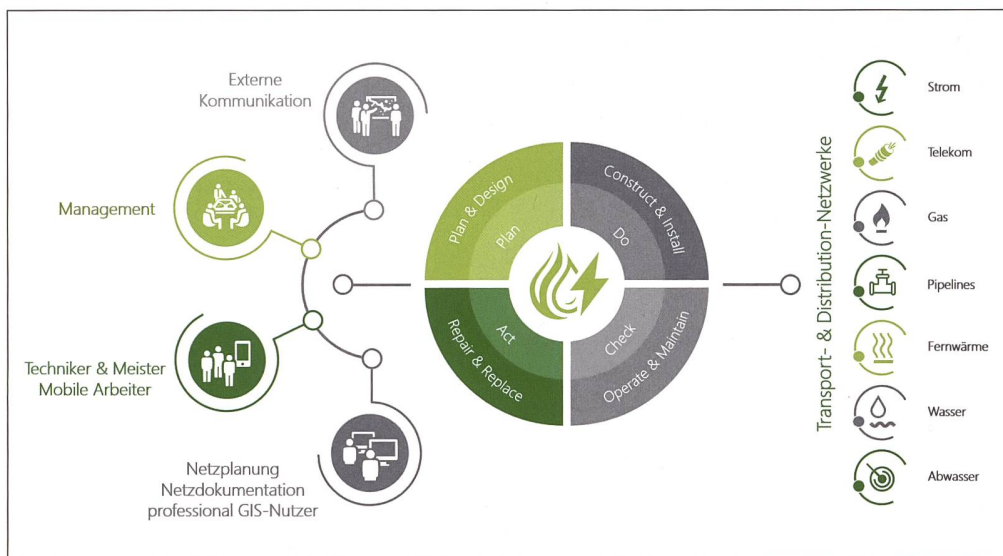 Externe
Kommunikation
Management
Techniker & Meister
Mobile Arbeiter
Netzplanung
Netzdokumentation
professional GIS-Nutzer
Plan & Design
Plan
Construct & Install
Do
Repair & Replace
Act
Operate & Maintain
Check
Transport- & Distribution-Netzwerke
Strom
Telekom
Gas
Pipelines
Fernwärme
Wasser
Abwasser